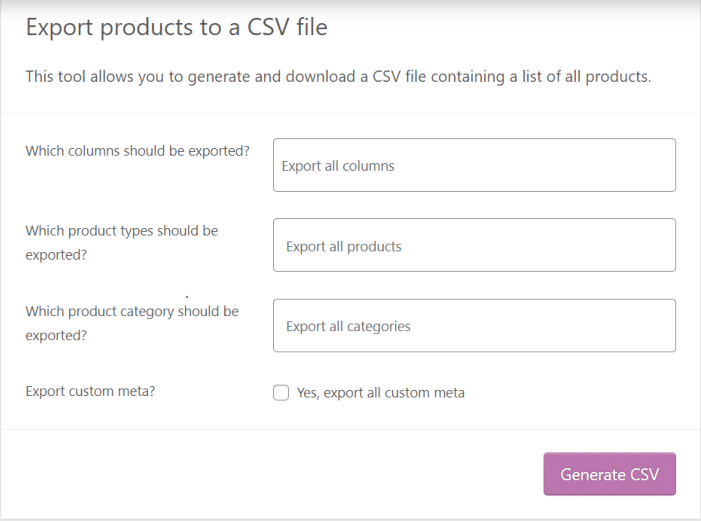 Export products to a CSV file
This tool allows you to generate and download a CSV file containing a list of all products.
Which columns should be exported?
Export all columns
Which product types should be
exported?
Export all products
Which product category should be
exported?
Export all categories
Export custom meta?
Yes, export all custom meta
Generate CSV